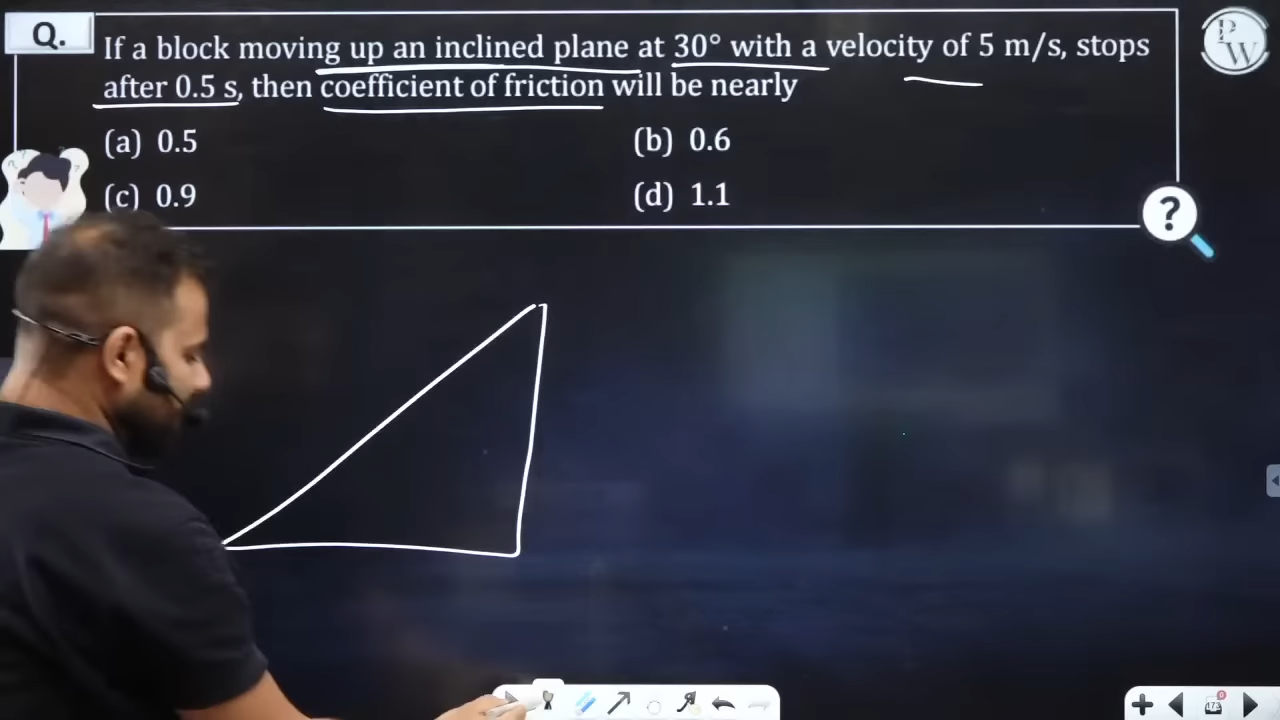 Q.
If a block moving up an inclined plane at 30° with a velocity of 5 m/s, stops
after 0.5 s, then coefficient of friction will be nearly
(a) 0.5
(b) 0.6
(c) 0.9
(d) 1.1
?
P
W
173